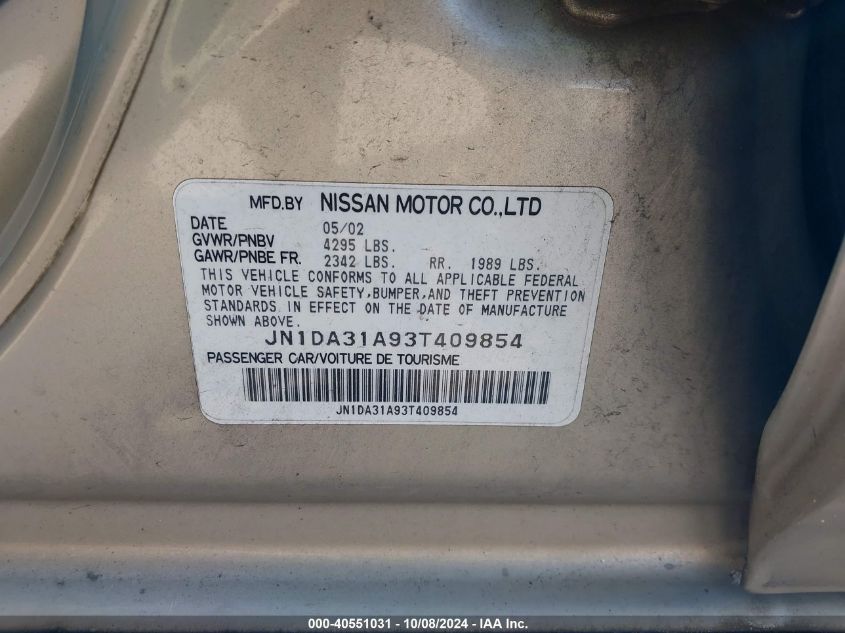 MFD.BY NISSAN MOTOR CO.,LTD
DATE 05/02
GVWR/PNBV 4295 LBS.
GAWR/PNBE FR. 2342 LBS. RR. 1989 LBS.
THIS VEHICLE CONFORMS TO ALL APPLICABLE FEDERAL
MOTOR VEHICLE SAFETY,BUMPER,AND THEFT PREVENTION
STANDARDS IN EFFECT ON THE DATE OF MANUFACTURE
SHOWN ABOVE.
JN1DA31A93T409854
PASSENGER CAR/VOITURE DE TOURISME
JN1DA31A93T409854
000-40551031 - 10/08/2024 - IAA Inc.